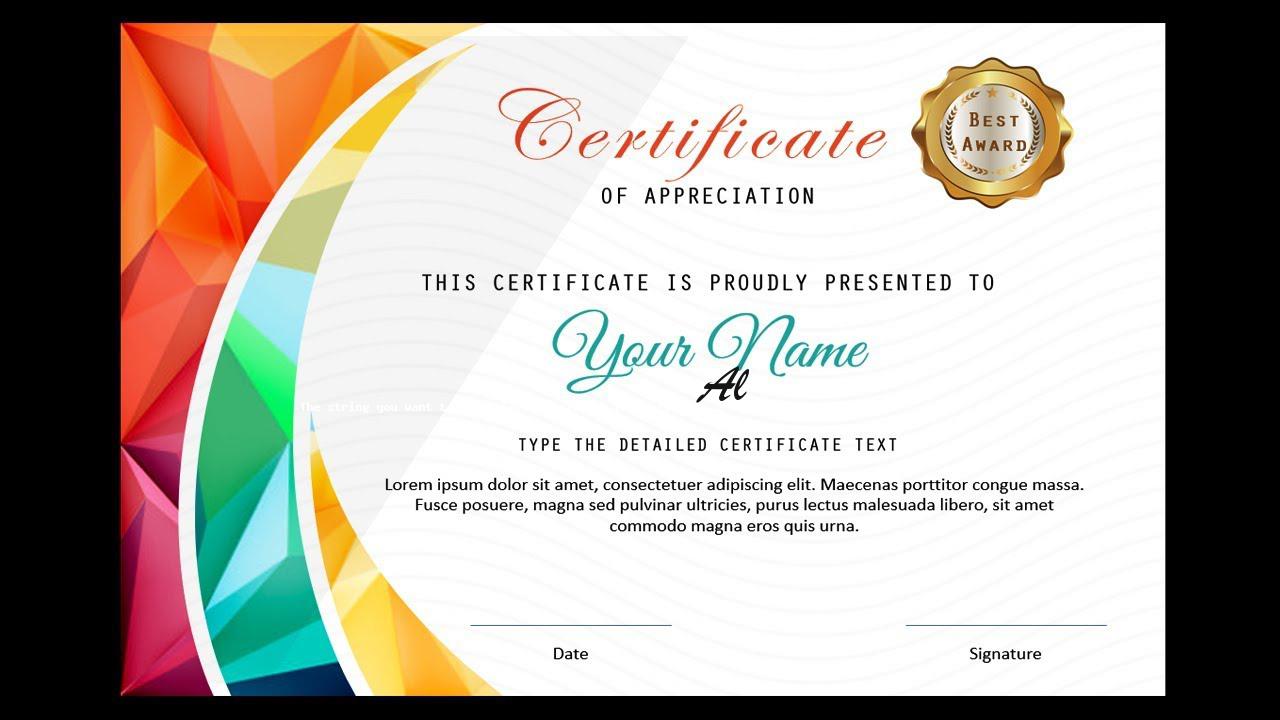 Certificate
OF APPRECIATION
BEST
AWARD
THIS CERTIFICATE IS PROUDLY PRESENTED TO
Your Name
Al
The string you want t
TYPE THE DETAILED CERTIFICATE TEXT
Lorem ipsum dolor sit amet, consectetuer adipiscing elit. Maecenas porttitor congue massa.
Fusce posuere, magna sed pulvinar ultricies, purus lectus malesuada libero, sit amet
commodo magna eros quis urna.
Date
Signature